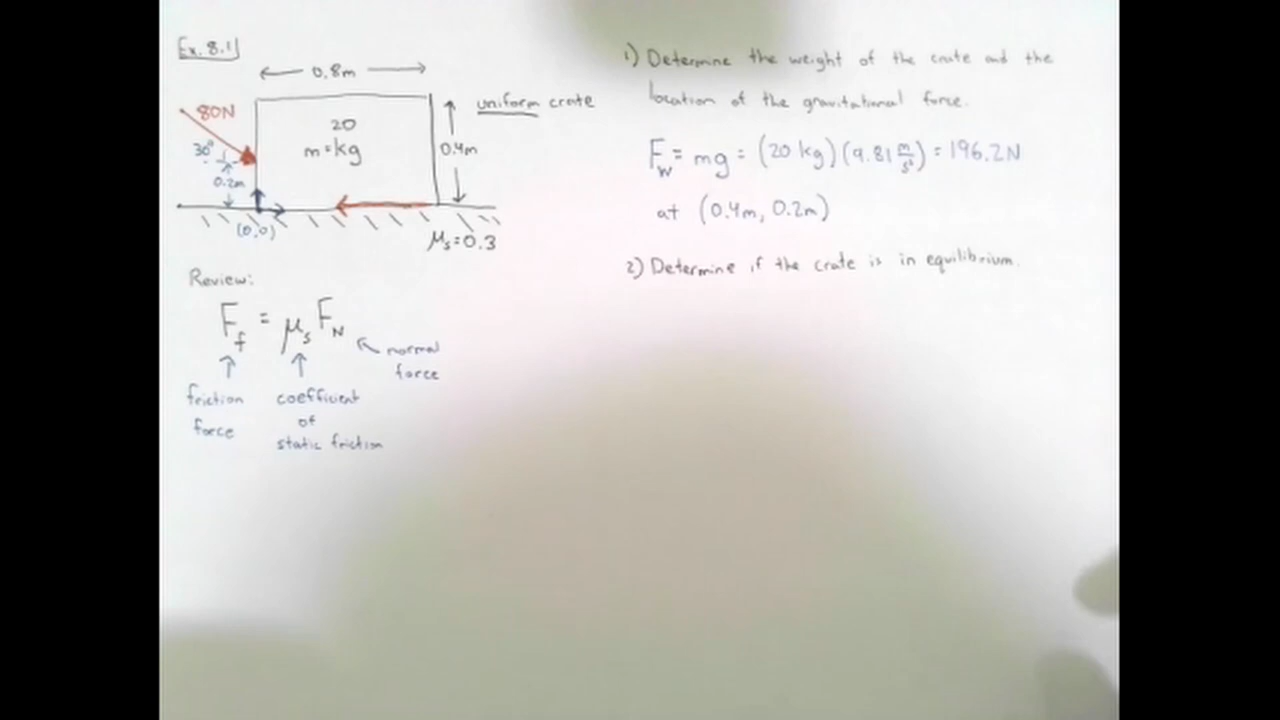 Ex. 8.1
0.8m
80N
uniform crate
20
m=kg
30°
0.4m
0.2m
(0,0)
μs=0.3
Review:
Ff = μs FN
normal
force
friction
force
coefficient
of
static friction
1) Determine the weight of the crate and the
location of the gravitational force.
Fw = mg = (20 kg)(9.81 m/s²) = 196.2N
at (0.4m, 0.2m)
2) Determine if the crate is in equilibrium.